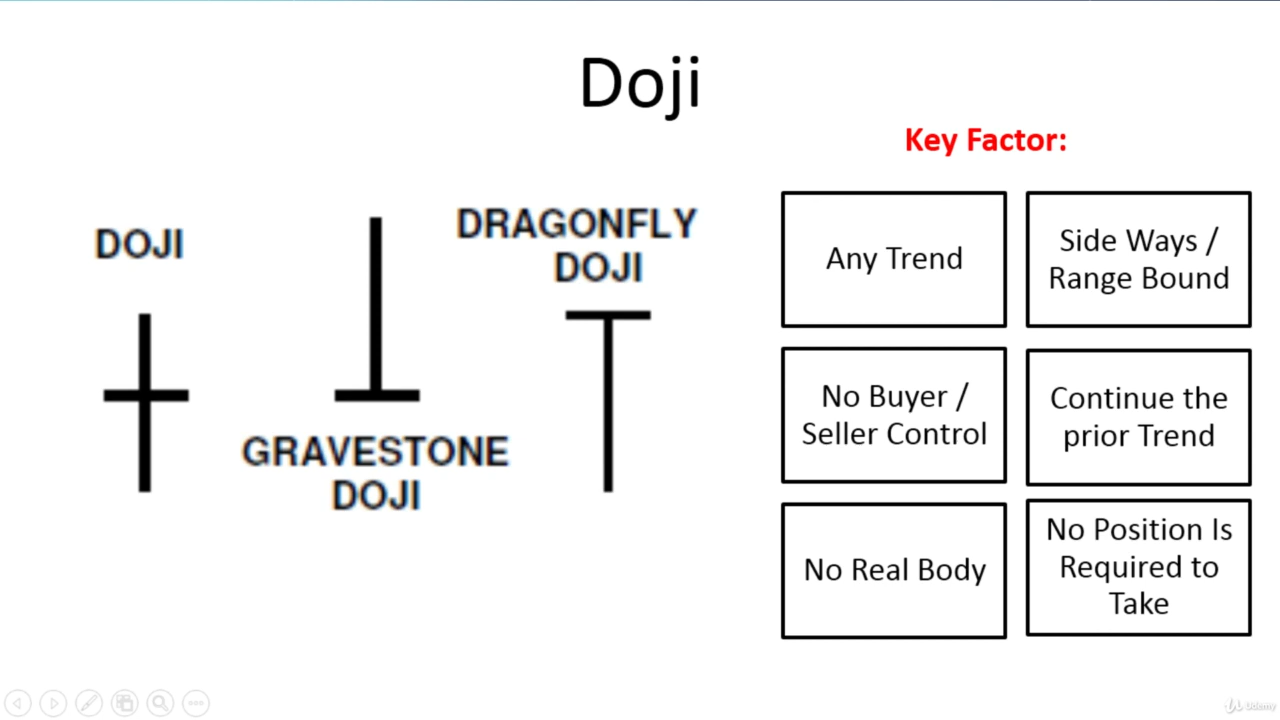 Doji
Key Factor:
DOJI
GRAVESTONE
DOJI
DRAGONFLY
DOJI
Any Trend
Side Ways /
Range Bound
No Buyer /
Seller Control
Continue the
prior Trend
No Real Body
No Position Is
Required to
Take
Udemy